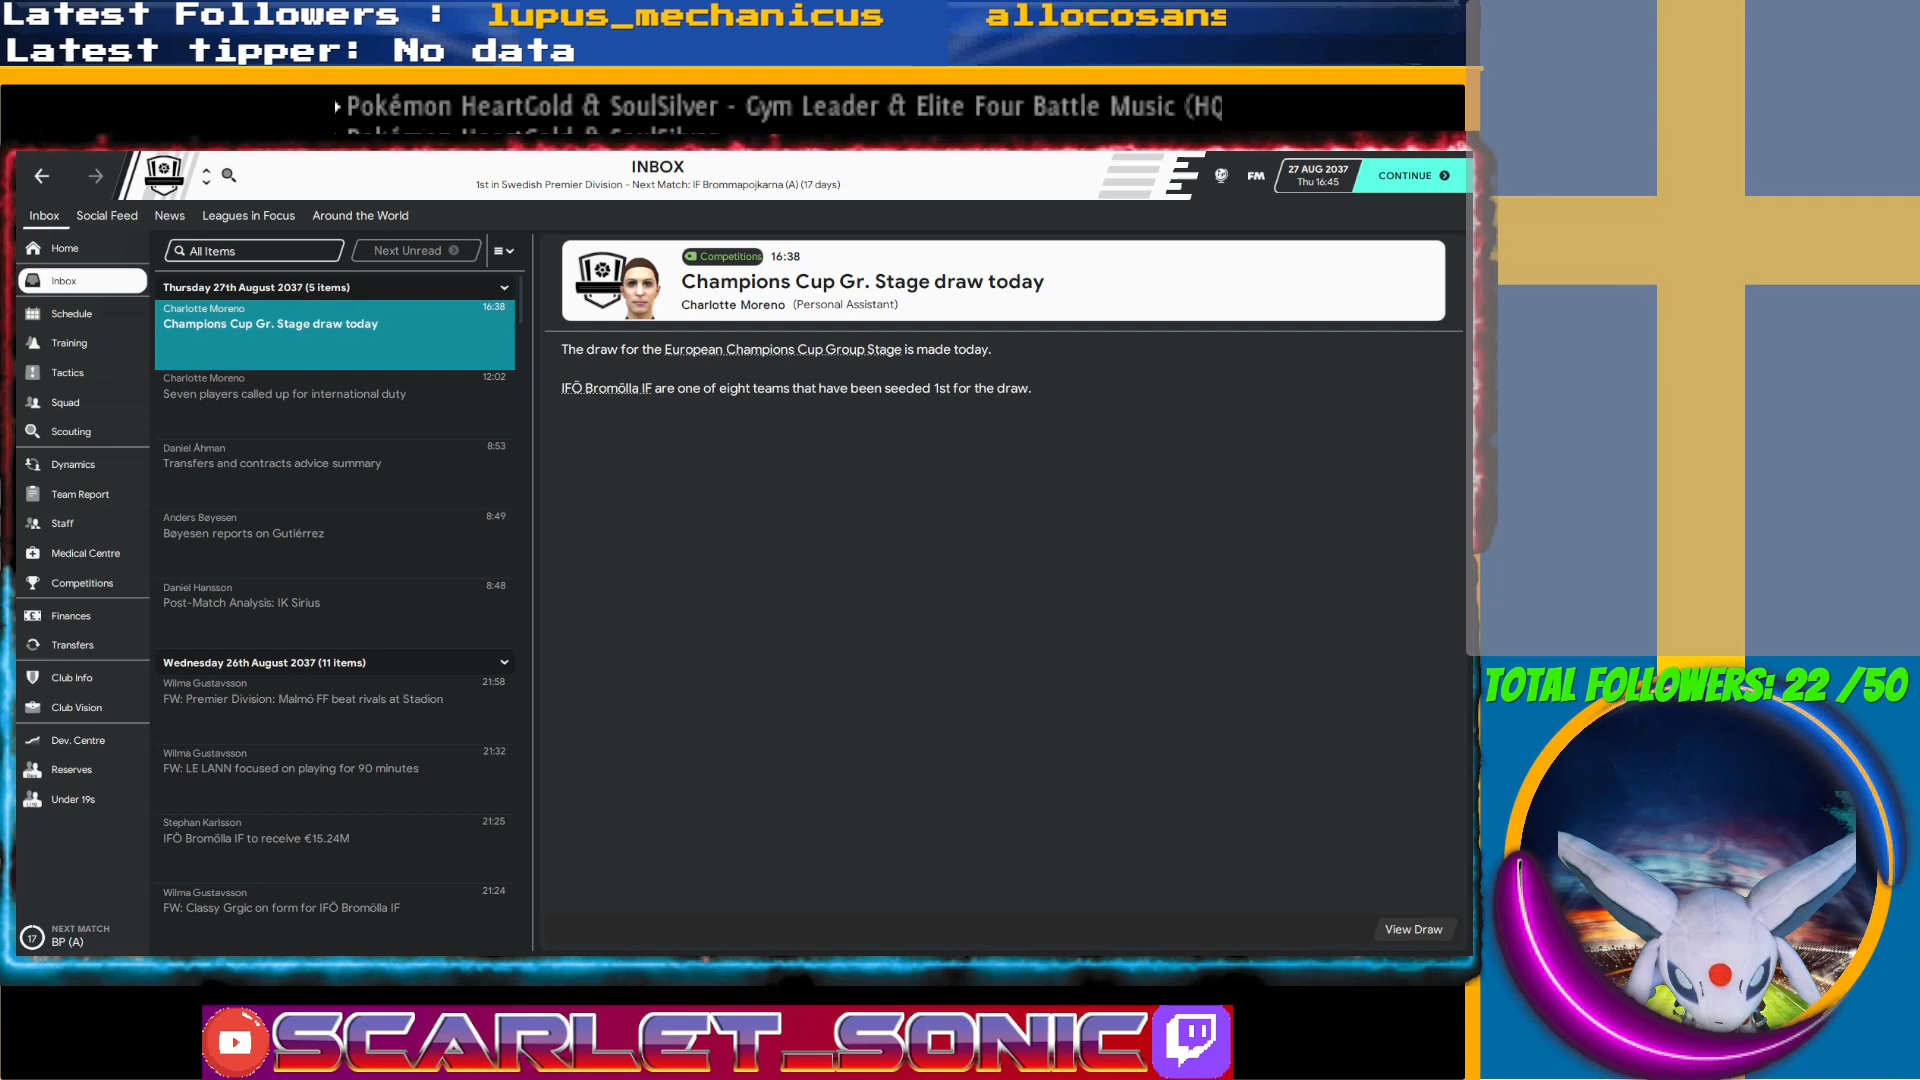 Latest Followers : lupus_mechanicus allocosans
Latest tipper: No data
Pokémon HeartGold & SoulSilver - Gym Leader & Elite Four Battle Music (HQ
INBOX
1st in Swedish Premier Division - Next Match: IF Brommapojkarna (A) (17 days)
FM
27 AUG 2037
Thu 16:45
CONTINUE
Inbox Social Feed News Leagues in Focus Around the World
Home
Inbox
Schedule
Training
Tactics
Squad
Scouting
Dynamics
Team Report
Staff
Medical Centre
Competitions
Finances
Transfers
Club Info
Club Vision
Dev. Centre
Reserves
Under 19s
17
NEXT MATCH
BP (A)
All Items
Next Unread
Thursday 27th August 2037 (5 items)
Charlotte Moreno 16:38
Champions Cup Gr. Stage draw today
Charlotte Moreno 12:02
Seven players called up for international duty
Daniel Åhman 8:53
Transfers and contracts advice summary
Anders Bøyesen 8:49
Bøyesen reports on Gutiérrez
Daniel Hansson 8:48
Post-Match Analysis: IK Sirius
Wednesday 26th August 2037 (11 items)
Wilma Gustavsson 21:58
FW: Premier Division: Malmö FF beat rivals at Stadion
Wilma Gustavsson 21:32
FW: LE LANN focused on playing for 90 minutes
Stephan Karlsson 21:25
IFÖ Bromölla IF to receive €15.24M
Wilma Gustavsson 21:24
FW: Classy Grgic on form for IFÖ Bromölla IF
Competitions 16:38
Champions Cup Gr. Stage draw today
Charlotte Moreno (Personal Assistant)
The draw for the European Champions Cup Group Stage is made today.
IFÖ Bromölla IF are one of eight teams that have been seeded 1st for the draw.
View Draw
TOTAL FOLLOWERS: 22 /50
SCARLET_SONIC